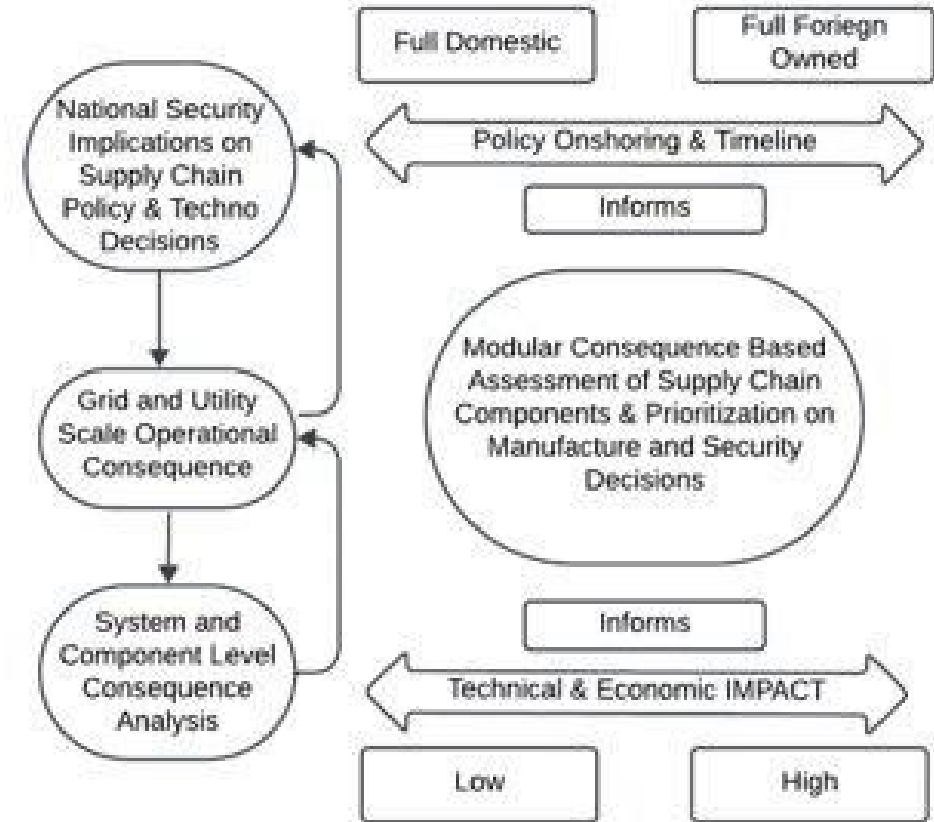 National Security
Implications on
Supply Chain
Policy & Techno
Decisions
Grid and Utility
Scale Operational
Consequence
System and
Component Level
Consequence
Analysis
Full Domestic
Full Foriegn
Owned
Policy Onshoring & Timeline
Informs
Modular Consequence Based
Assessment of Supply Chain
Components & Prioritization on
Manufacture and Security
Decisions
Informs
Technical & Economic IMPACT
Low
High